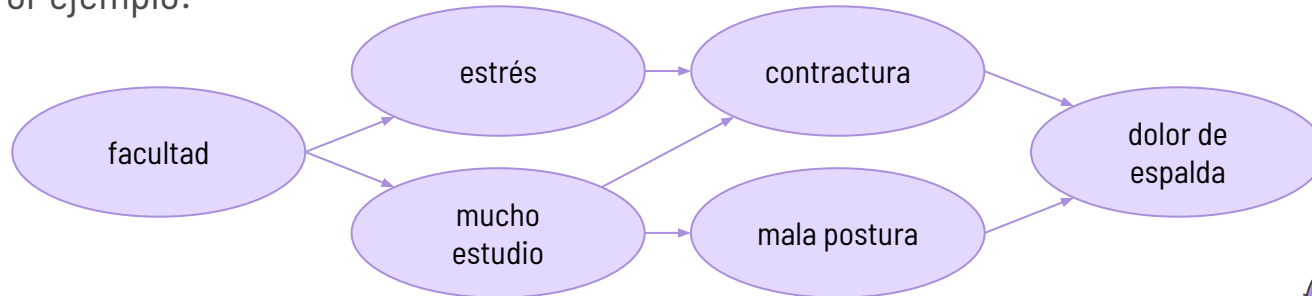 or ejemplo:
estrés
contractura
facultad
dolor de
espalda
mucho
estudio
mala postura